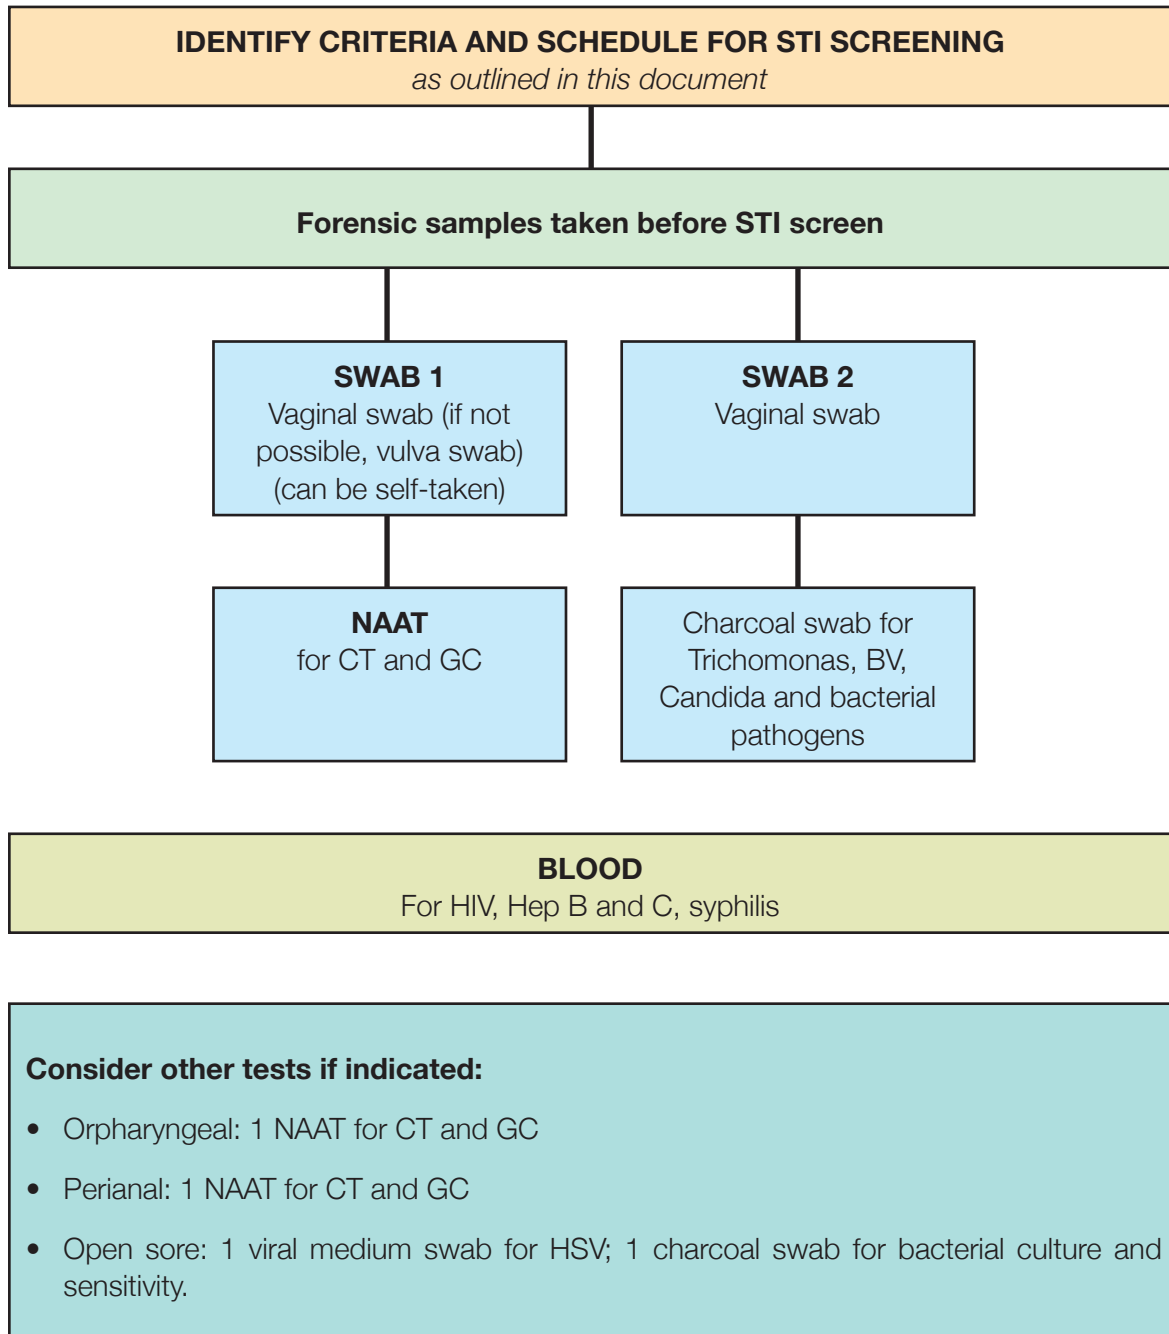 IDENTIFY CRITERIA AND SCHEDULE FOR STI SCREENING
as outlined in this document
Forensic samples taken before STI screen
SWAB 1
Vaginal swab (if not
possible, vulva swab)
(can be self-taken)
SWAB 2
Vaginal swab
NAAT
for CT and GC
Charcoal swab for
Trichomonas, BV,
Candida and bacterial
pathogens
BLOOD
For HIV, Hep B and C, syphilis
Consider other tests if indicated:
• Orpharyngeal: 1 NAAT for CT and GC
• Perianal: 1 NAAT for CT and GC
• Open sore: 1 viral medium swab for HSV; 1 charcoal swab for bacterial culture and
sensitivity.